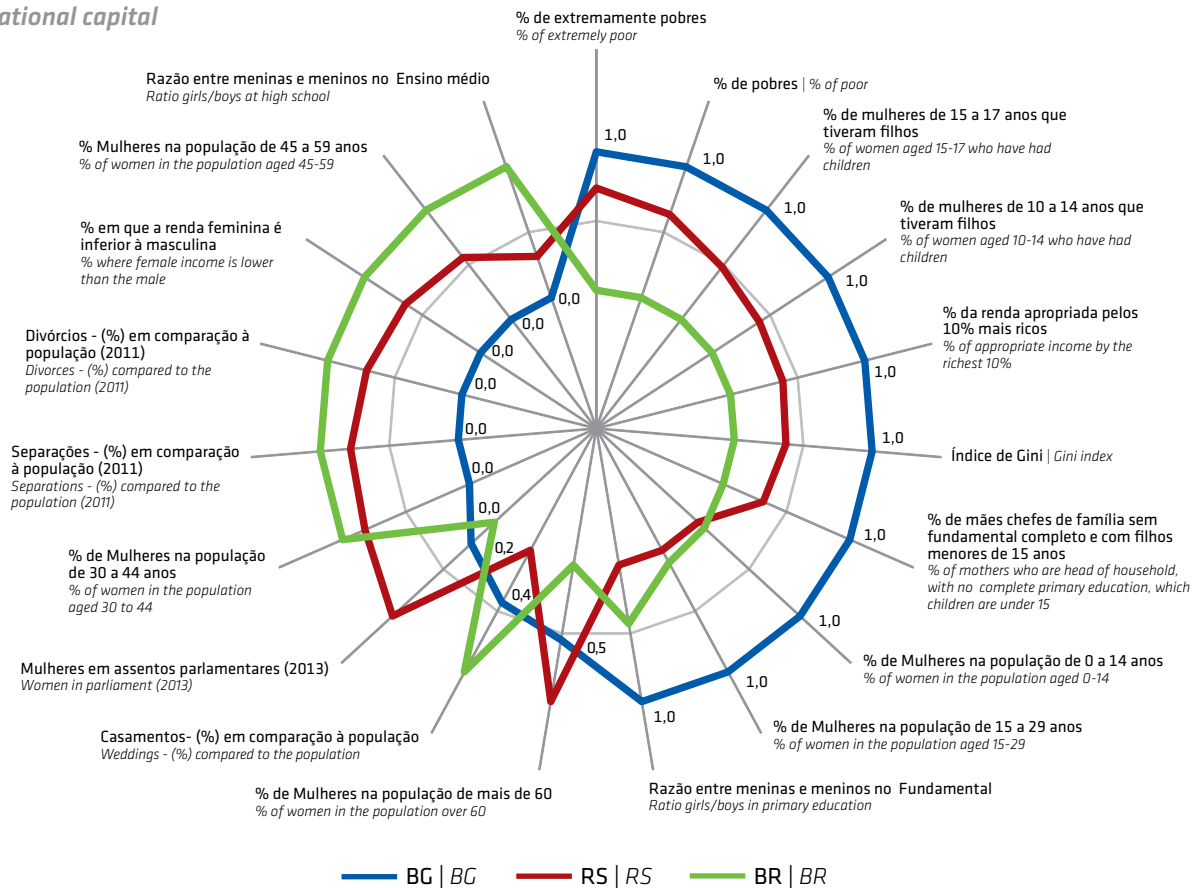 ational capital
% de extremamente pobres
% of extremely poor
% de pobres | % of poor
% de mulheres de 15 a 17 anos que
tiveram filhos
% of women aged 15-17 who have had
children
% de mulheres de 10 a 14 anos que
tiveram filhos
% of women aged 10-14 who have had
children
% da renda apropriada pelos
10% mais ricos
% of appropriate income by the
richest 10%
Índice de Gini | Gini index
% de mães chefes de família sem
fundamental completo e com filhos
menores de 15 anos
% of mothers who are head of household,
with no complete primary education, which
children are under 15
% de Mulheres na população de 0 a 14 anos
% of women in the population aged 0-14
% de Mulheres na população de 15 a 29 anos
% of women in the population aged 15-29
Razão entre meninas e meninos no Fundamental
Ratio girls/boys in primary education
% de Mulheres na população de mais de 60
% of women in the population over 60
Casamentos- (%) em comparação à população
Weddings - (%) compared to the population
Mulheres em assentos parlamentares (2013)
Women in parliament (2013)
% de Mulheres na população
de 30 a 44 anos
% of women in the population
aged 30 to 44
Separações - (%) em comparação
à população (2011)
Separations - (%) compared to the
population (2011)
Divórcios - (%) em comparação à
população (2011)
Divorces - (%) compared to the
population (2011)
% em que a renda feminina é
inferior à masculina
% where female income is lower
than the male
% Mulheres na população de 45 a 59 anos
% of women in the population aged 45-59
Razão entre meninas e meninos no Ensino médio
Ratio girls/boys at high school
1,0
1,0
1,0
1,0
1,0
1,0
1,0
1,0
1,0
1,0
0,5
0,4
0,2
0,0
0,0
0,0
0,0
0,0
0,0
0,0
BG | BG
RS | RS
BR | BR